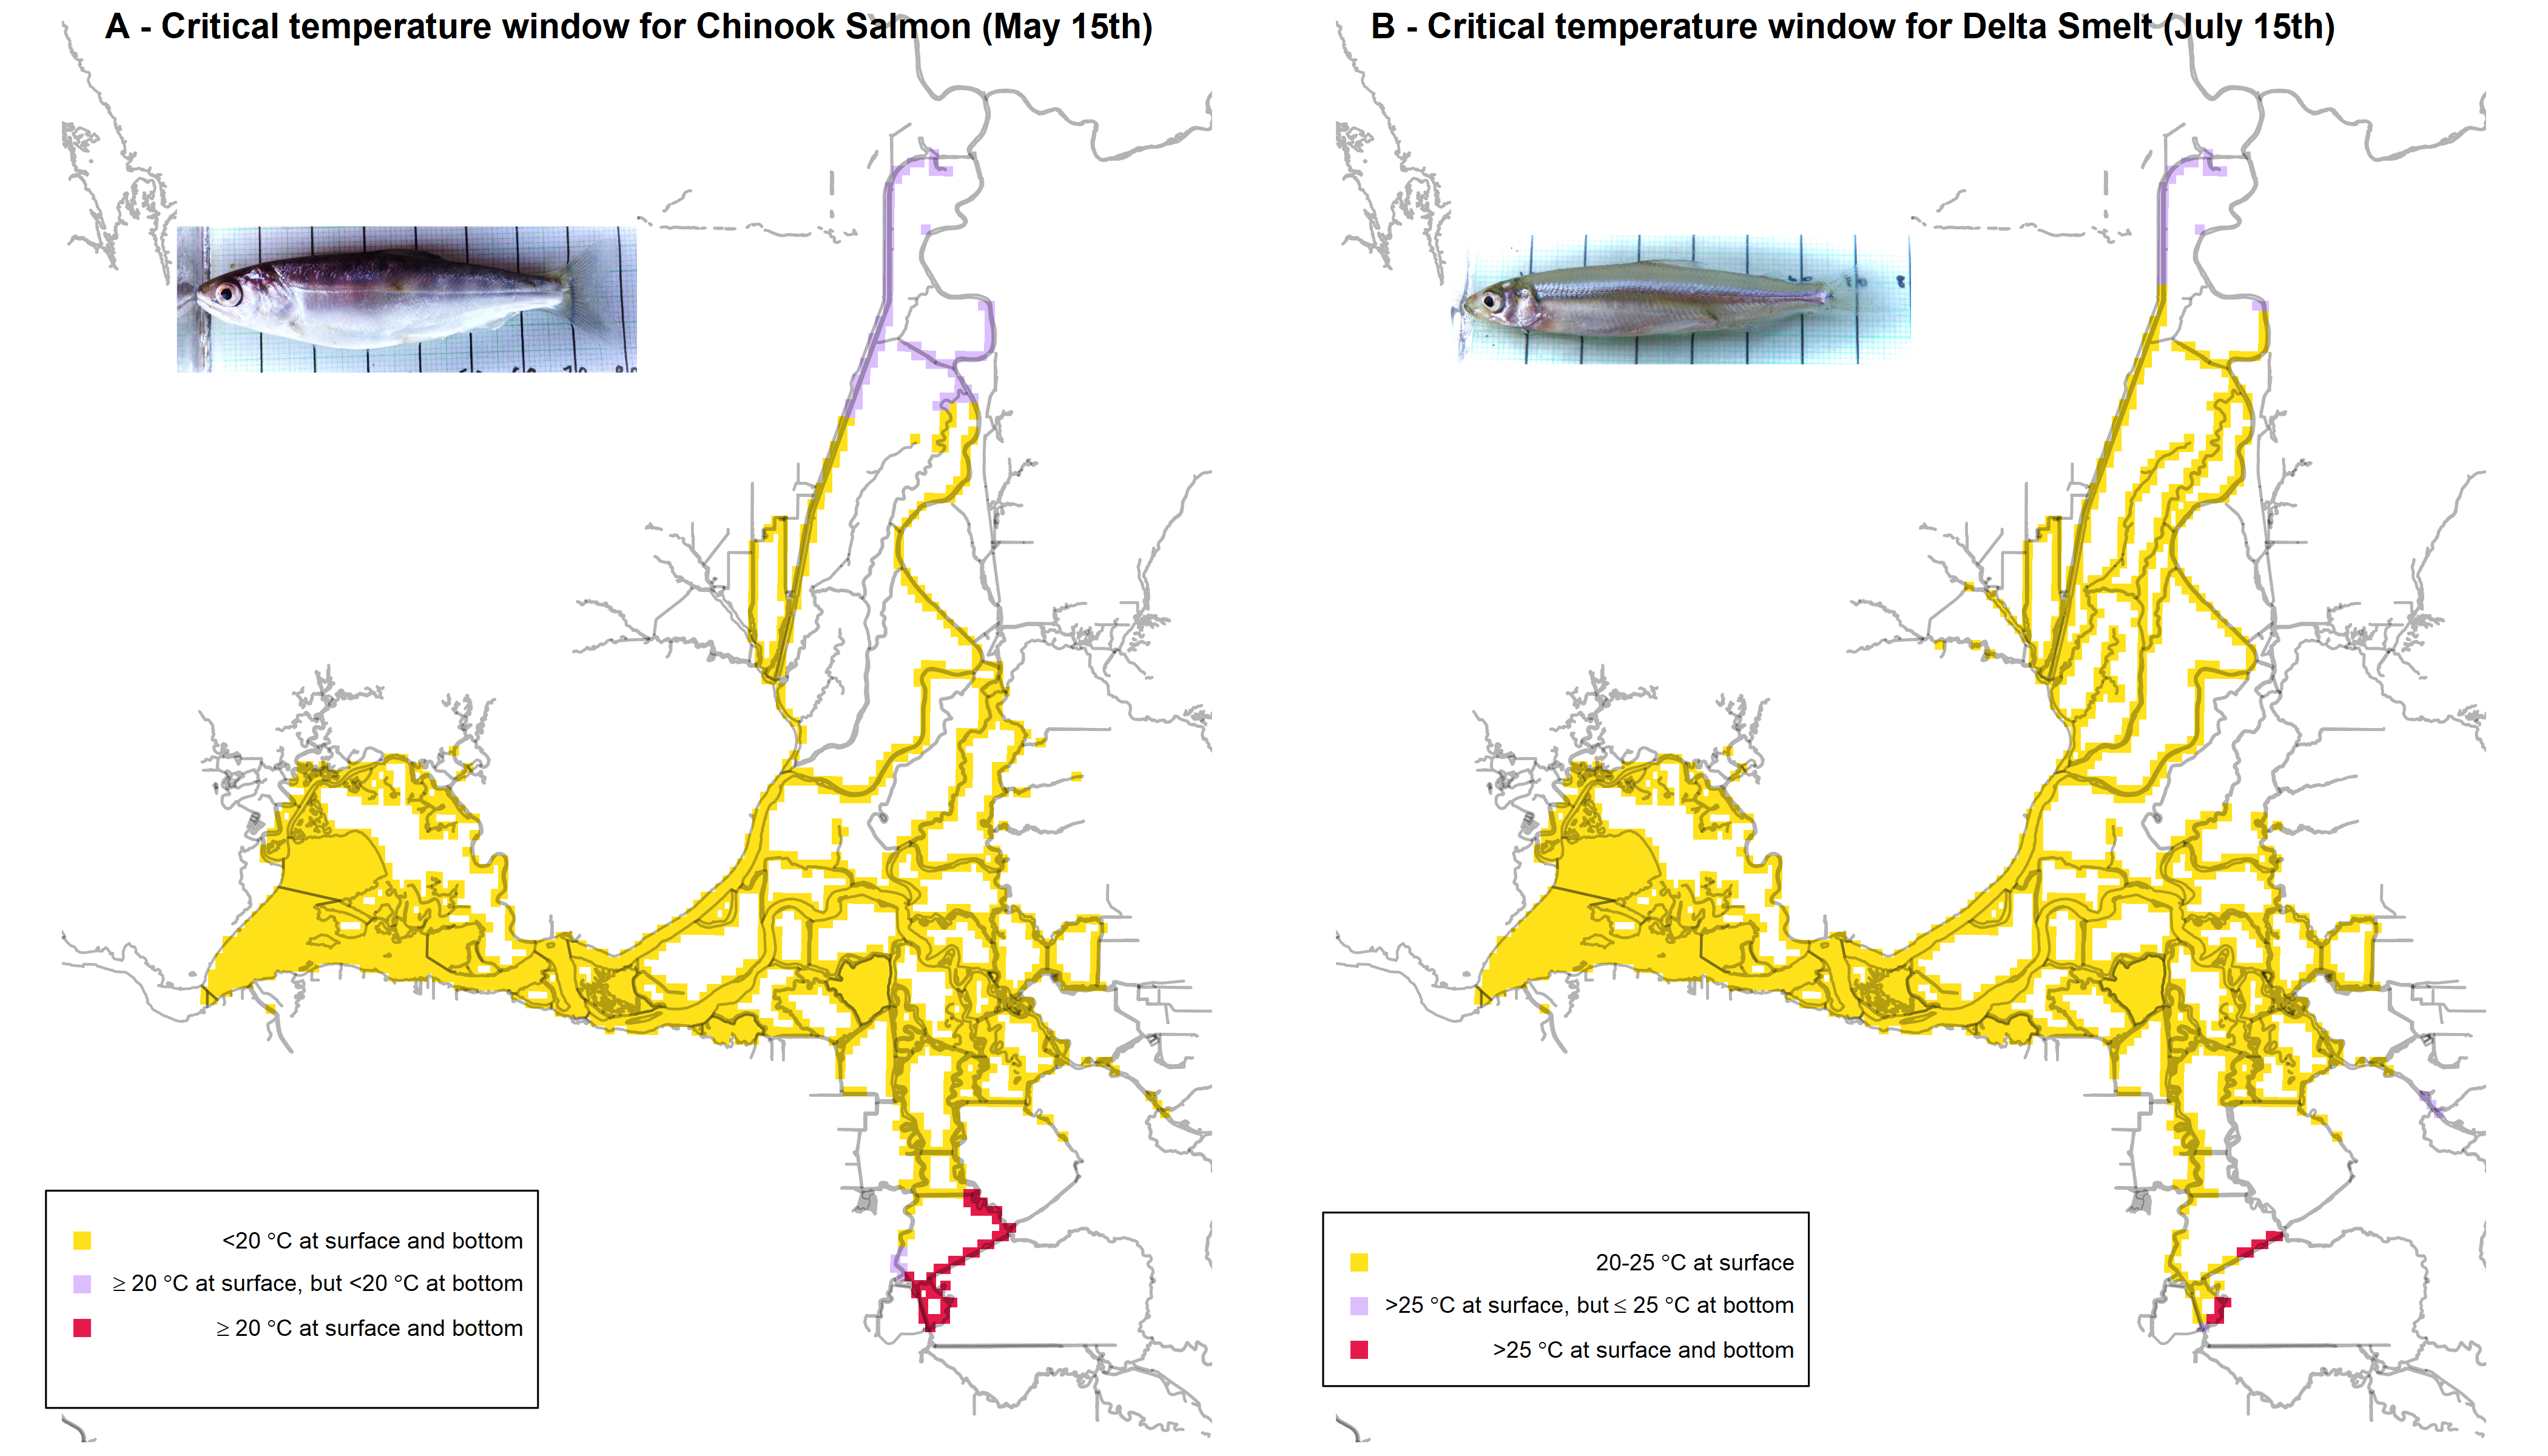 A - Critical temperature window for Chinook Salmon (May 15th)
B - Critical temperature window for Delta Smelt (July 15th)
<20 °C at surface and bottom
≥ 20 °C at surface, but <20 °C at bottom
≥ 20 °C at surface and bottom
20-25 °C at surface
>25 °C at surface, but ≤ 25 °C at bottom
>25 °C at surface and bottom